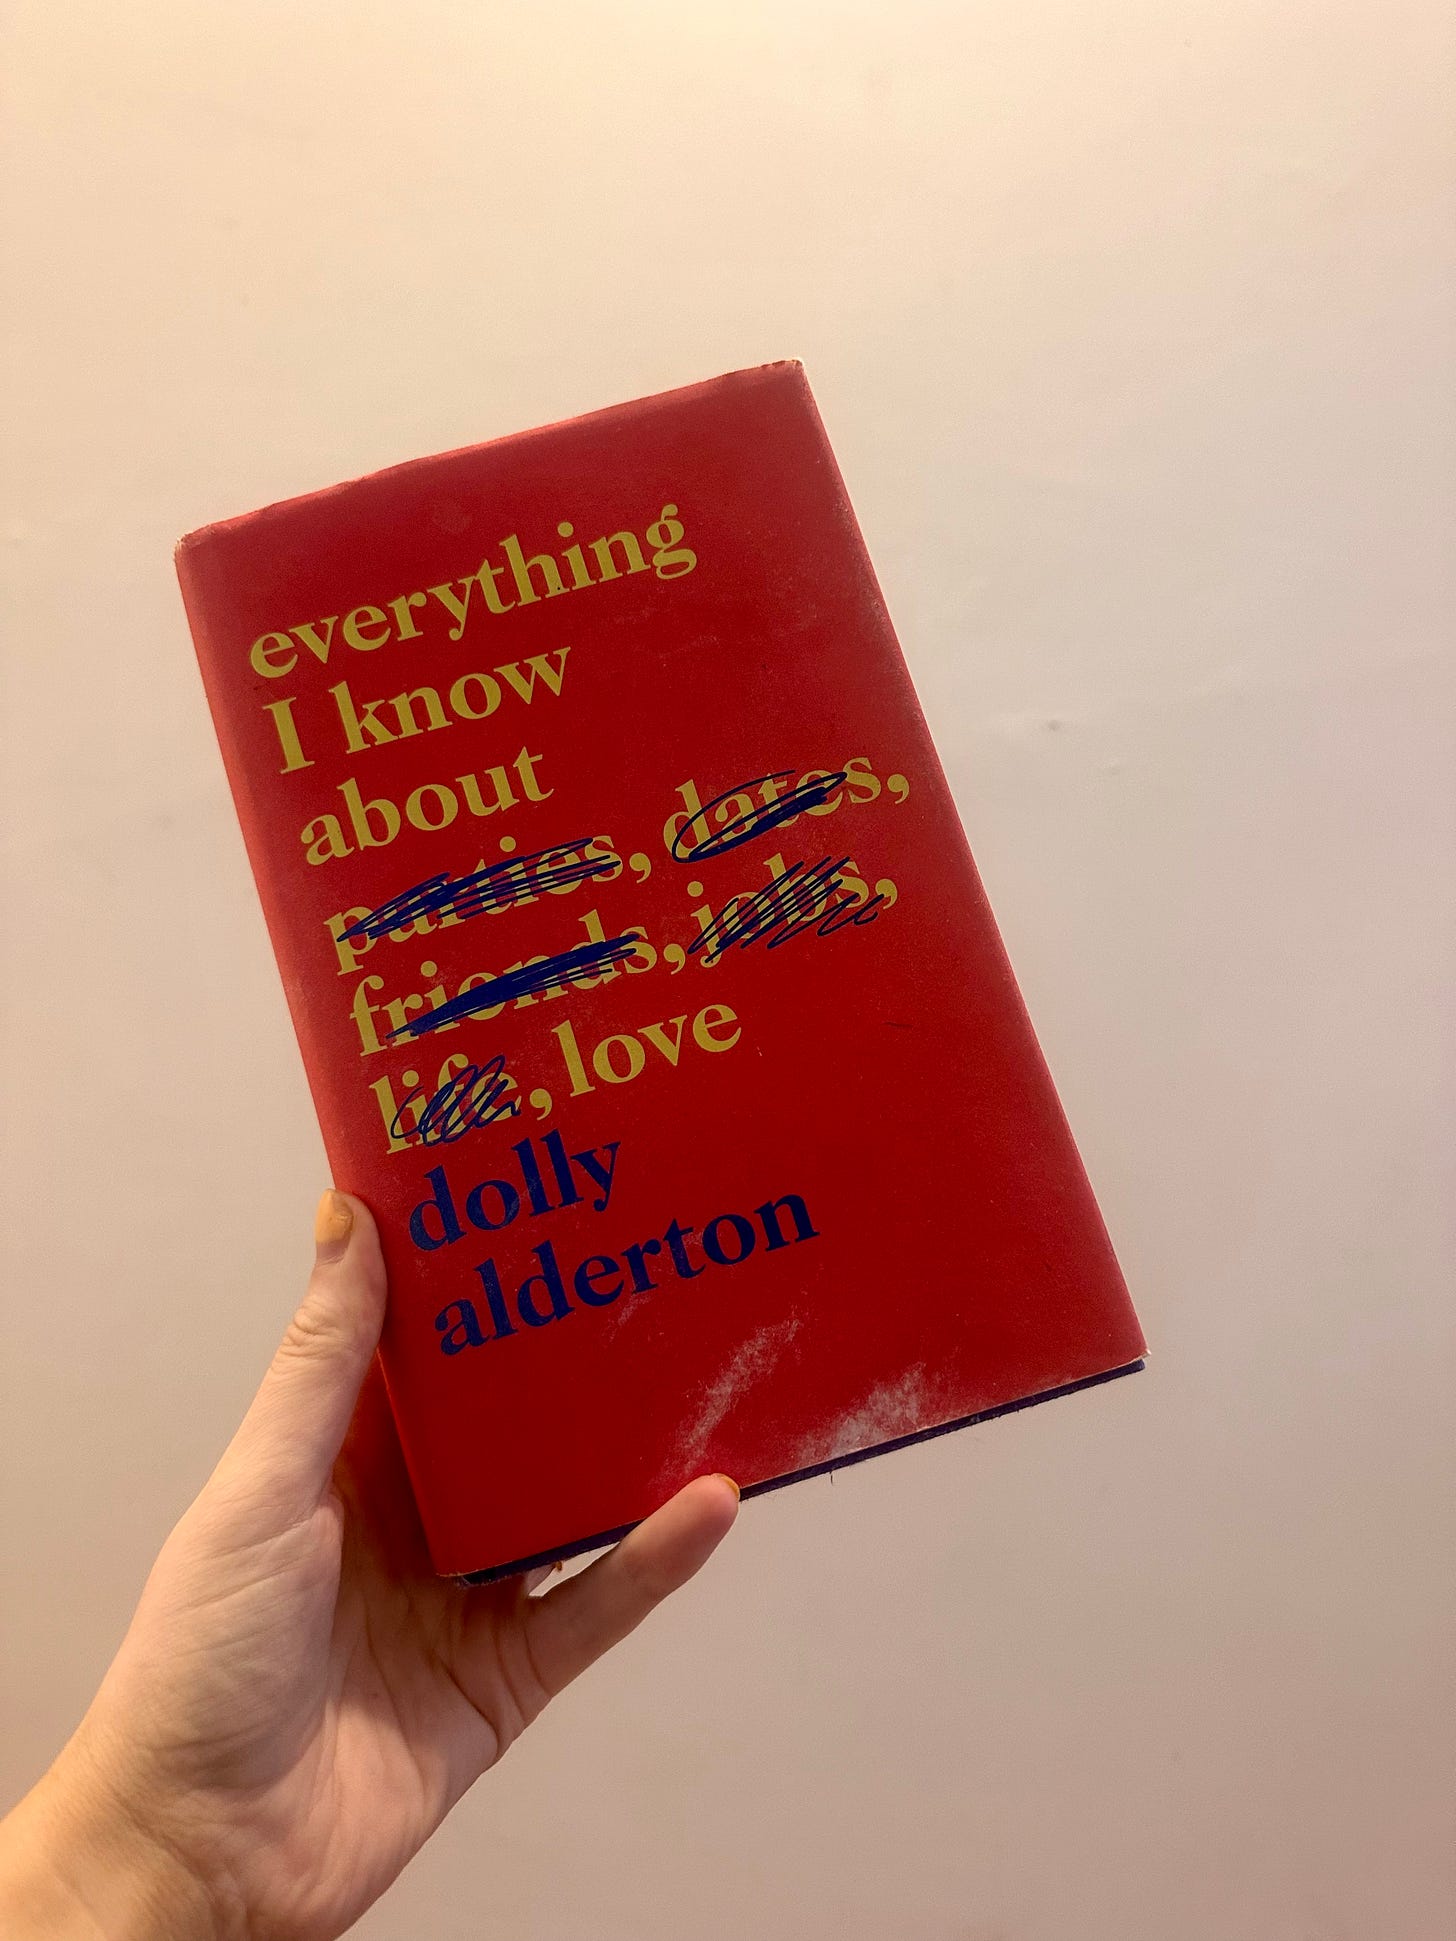 everything
I know
about
parties, dates,
friends, jobs,
life, love
dolly
alderton